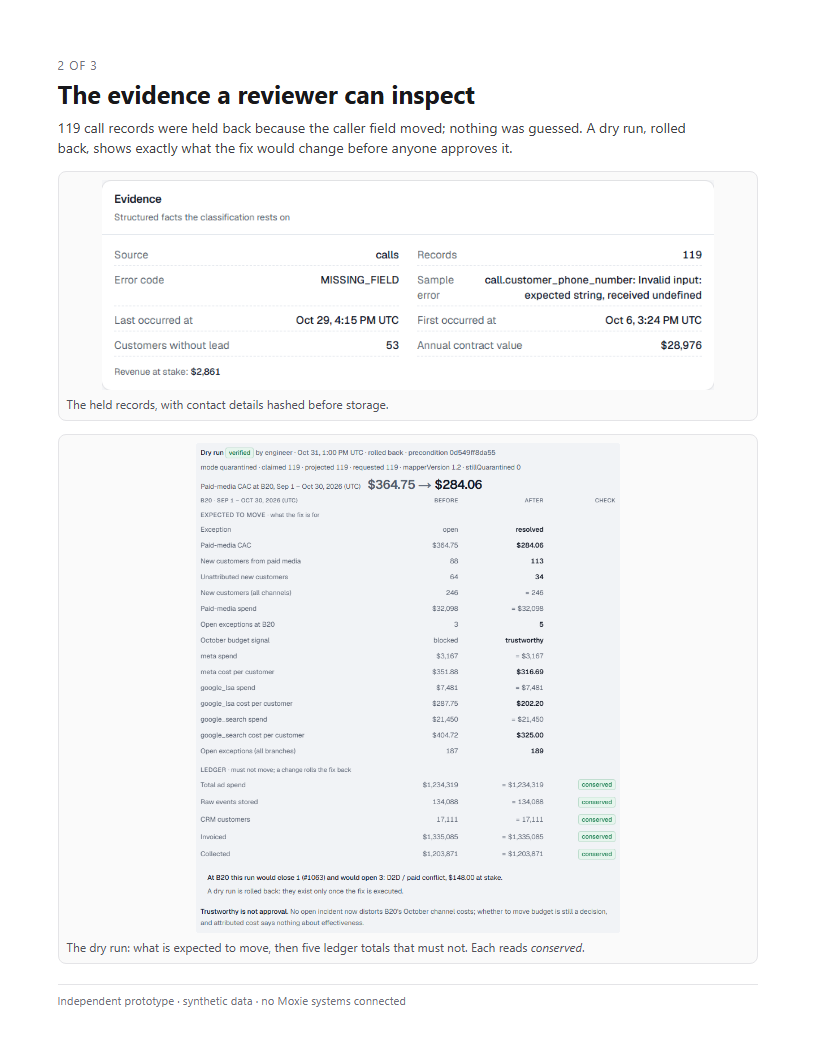 2 OF 3
The evidence a reviewer can inspect
119 call records were held back because the caller field moved; nothing was guessed. A dry run, rolled
back, shows exactly what the fix would change before anyone approves it.
Evidence
Structured facts the classification rests on
Source calls Records 119
Error code MISSING_FIELD Sample call.customer_phone_number: Invalid input:
error expected string, received undefined
Last occurred at Oct 29, 4:15 PM UTC First occurred at Oct 6, 3:24 PM UTC
Customers without lead 53 Annual contract value $28,976
Revenue at stake: $2,861
The held records, with contact details hashed before storage.
Dry run verified by engineer · Oct 31, 1:00 PM UTC · rolled back · precondition 0d549ff8da55
mode quarantined · claimed 119 · projected 119 · requested 119 · mapperVersion 1.2 · stillQuarantined 0
Paid-media CAC at B20, Sep 1 – Oct 30, 2026 (UTC) $364.75 → $284.06
B20 · SEP 1 – OCT 30, 2026 (UTC) BEFORE AFTER CHECK
EXPECTED TO MOVE · what the fix is for
Exception open resolved
Paid-media CAC $364.75 $284.06
New customers from paid media 88 113
Unattributed new customers 64 34
New customers (all channels) 246 = 246
Paid-media spend $32,098 = $32,098
Open exceptions at B20 3 5
October budget signal blocked trustworthy
meta spend $3,167 = $3,167
meta cost per customer $351.88 $316.69
google_lsa spend $7,481 = $7,481
google_lsa cost per customer $287.75 $202.20
google_search spend $21,450 = $21,450
google_search cost per customer $404.72 $325.00
Open exceptions (all branches) 187 189
LEDGER · must not move; a change rolls the fix back
Total ad spend $1,234,319 = $1,234,319 conserved
Raw events stored 134,088 = 134,088 conserved
CRM customers 17,111 = 17,111 conserved
Invoiced $1,335,085 = $1,335,085 conserved
Collected $1,203,871 = $1,203,871 conserved
At B20 this run would close 1 (#1063) and would open 3: D2D / paid conflict, $148.00 at stake.
A dry run is rolled back: they exist only once the fix is executed.
Trustworthy is not approval. No open incident now distorts B20's October channel costs; whether to move budget is still a decision,
and attributed cost says nothing about effectiveness.
The dry run: what is expected to move, then five ledger totals that must not. Each reads conserved.
Independent prototype · synthetic data · no Moxie systems connected